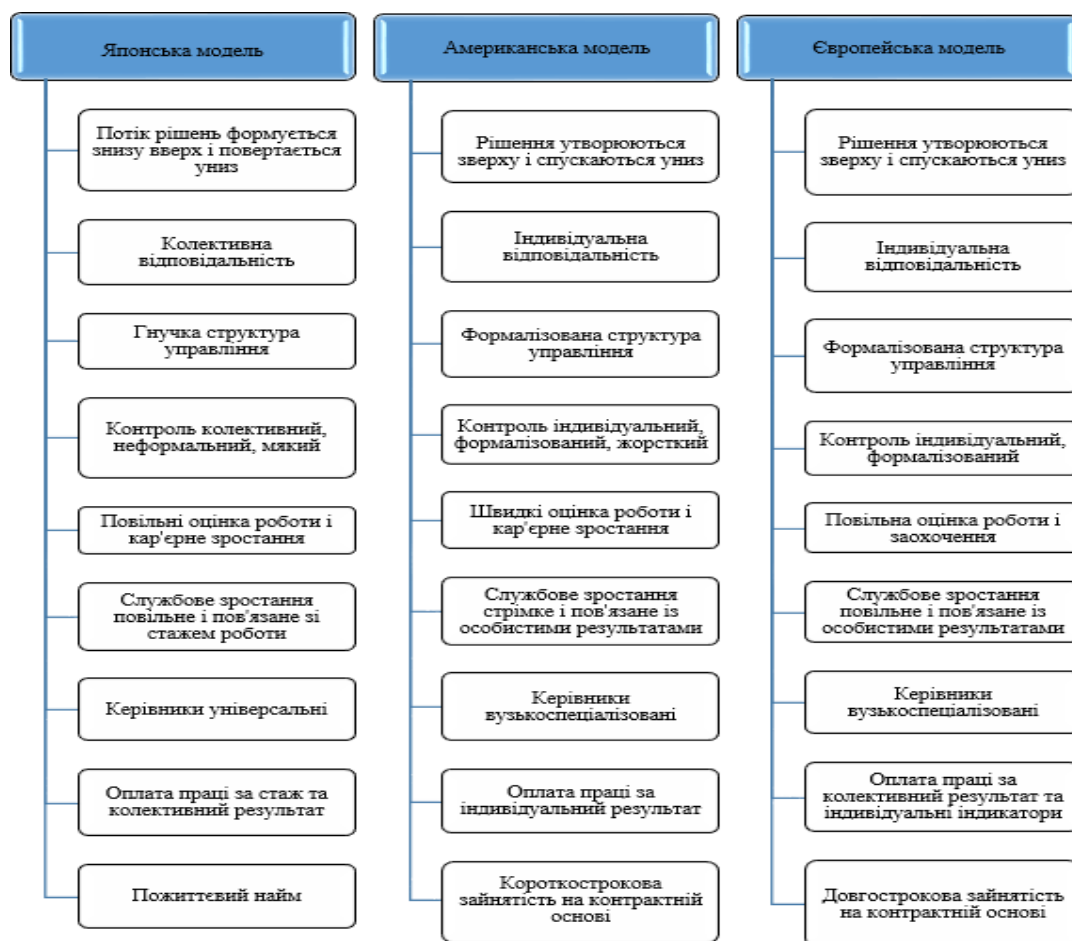 Японська модель
Потік рішень формується
знизу вверх і повертається
униз
Колективна
відповідальність
Гнучка структура
управління
Контроль колективний,
неформальний, мякий
Повільні оцінка роботи і
кар'єрне зростання
Службове зростання
повільне і пов'язане зі
стажем роботи
Керівники універсальні
Оплата праці за стаж та
колективний результат
Пожиттєвий найм
Американська модель
Рішення утворюються
зверху і спускаються униз
Індивідуальна
відповідальність
Формалізована структура
управління
Контроль індивідуальний,
формалізований, жорсткий
Швидкі оцінка роботи і
кар'єрне зростання
Службове зростання
стрімке і пов'язане із
особистими результатами
Керівники
вузькоспеціалізовані
Оплата праці за
індивідуальний результат
Короткострокова
зайнятість на контрактній
основі
Європейська модель
Рішення утворюються
зверху і спускаються униз
Індивідуальна
відповідальність
Формалізована структура
управління
Контроль індивідуальний,
формалізований
Повільна оцінка роботи і
заохочення
Службове зростання
повільне і пов'язане із
особистими результатами
Керівники
вузькоспеціалізовані
Оплата праці за
колективний результат та
індивідуальні індикатори
Довгострокова зайнятість
на контрактній основі